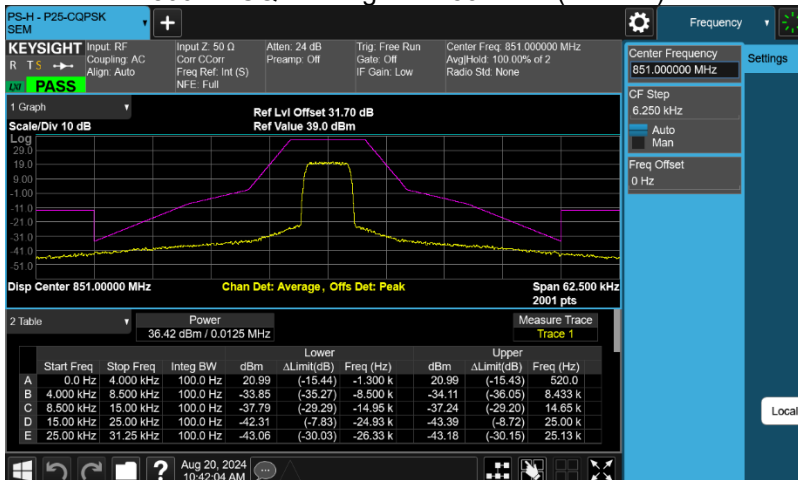 PS-H - P25-CQPSK
SEM
Frequency
KEYSIGHT
R T S
LXI
PASS
Input: RF
Coupling: AC
Align: Auto
Input Z: 50 Ω
Corr CCorr
Freq Ref: Int (S)
NFE: Full
Atten: 24 dB
Preamp: Off
Trig: Free Run
Gate: Off
IF Gain: Low
Center Freq: 851.000000 MHz
Avg|Hold: 100.00% of 2
Radio Std: None
Center Frequency
851.000000 MHz
Settings
CF Step
6.250 kHz
Auto
Man
Freq Offset
0 Hz
Local
1 Graph
Scale/Div 10 dB
Ref Lvl Offset 31.70 dB
Ref Value 39.0 dBm
Log
29.0
19.0
9.00
-1.00
-11.0
-21.0
-31.0
-41.0
-51.0
Disp Center 851.00000 MHz
Chan Det: Average , Offs Det: Peak
Span 62.500 kHz
2001 pts
2 Table
Power
36.42 dBm / 0.0125 MHz
Measure Trace
Trace 1
Lower Upper
Start Freq Stop Freq Integ BW dBm ΔLimit(dB) Freq (Hz) dBm ΔLimit(dB) Freq (Hz)
A 0.0 Hz 4.000 kHz 100.0 Hz 20.99 (-15.44) -1.300 k 20.99 (-15.43) 520.0
B 4.000 kHz 8.500 kHz 100.0 Hz -33.85 (-35.27) -8.500 k -34.11 (-36.05) 8.433 k
C 8.500 kHz 15.00 kHz 100.0 Hz -37.79 (-29.29) -14.95 k -37.24 (-29.20) 14.65 k
D 15.00 kHz 25.00 kHz 100.0 Hz -42.31 (-7.83) -24.93 k -43.39 (-8.72) 25.00 k
E 25.00 kHz 31.25 kHz 100.0 Hz -43.06 (-30.03) -26.33 k -43.18 (-30.15) 25.13 k
?
Aug 20, 2024
10:42:04 AM